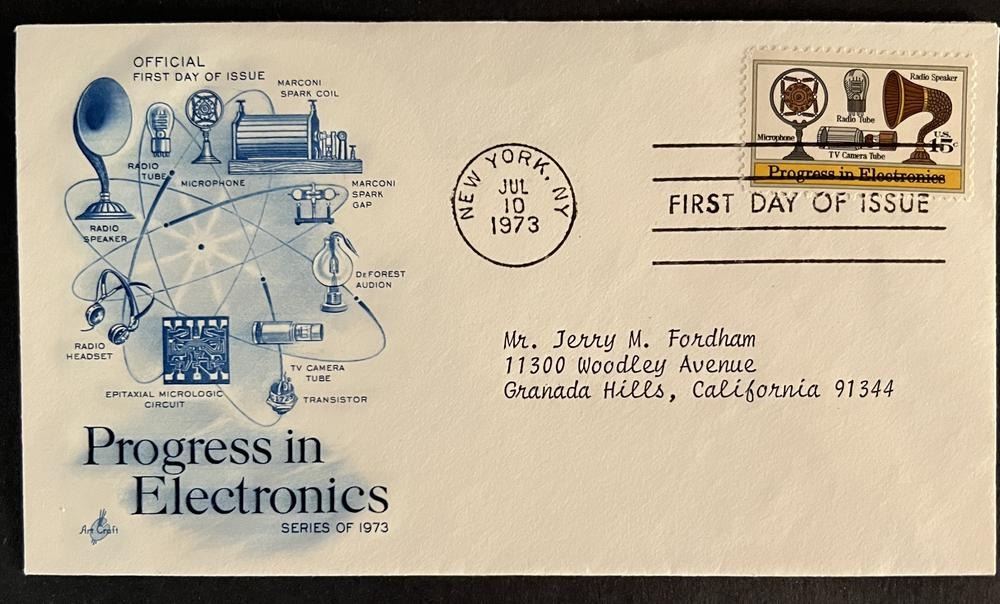 OFFICIAL
FIRST DAY OF ISSUE
MARCONI
SPARK COIL
RADIO
TUBE
MICROPHONE
MARCONI
SPARK
GAP
RADIO
SPEAKER
DeFOREST
AUDION
RADIO
HEADSET
TV CAMERA
TUBE
EPITAXIAL MICROLOGIC
CIRCUIT
TRANSISTOR
Progress in
Electronics
SERIES OF 1973
Art Craft
NEW YORK, NY
JUL
10
1973
Radio Speaker
Radio Tube
Microphone
U.S.
15c
TV Camera Tube
Progress in Electronics
FIRST DAY OF ISSUE
Mr. Jerry M. Fordham
11300 Woodley Avenue
Granada Hills, California 91344